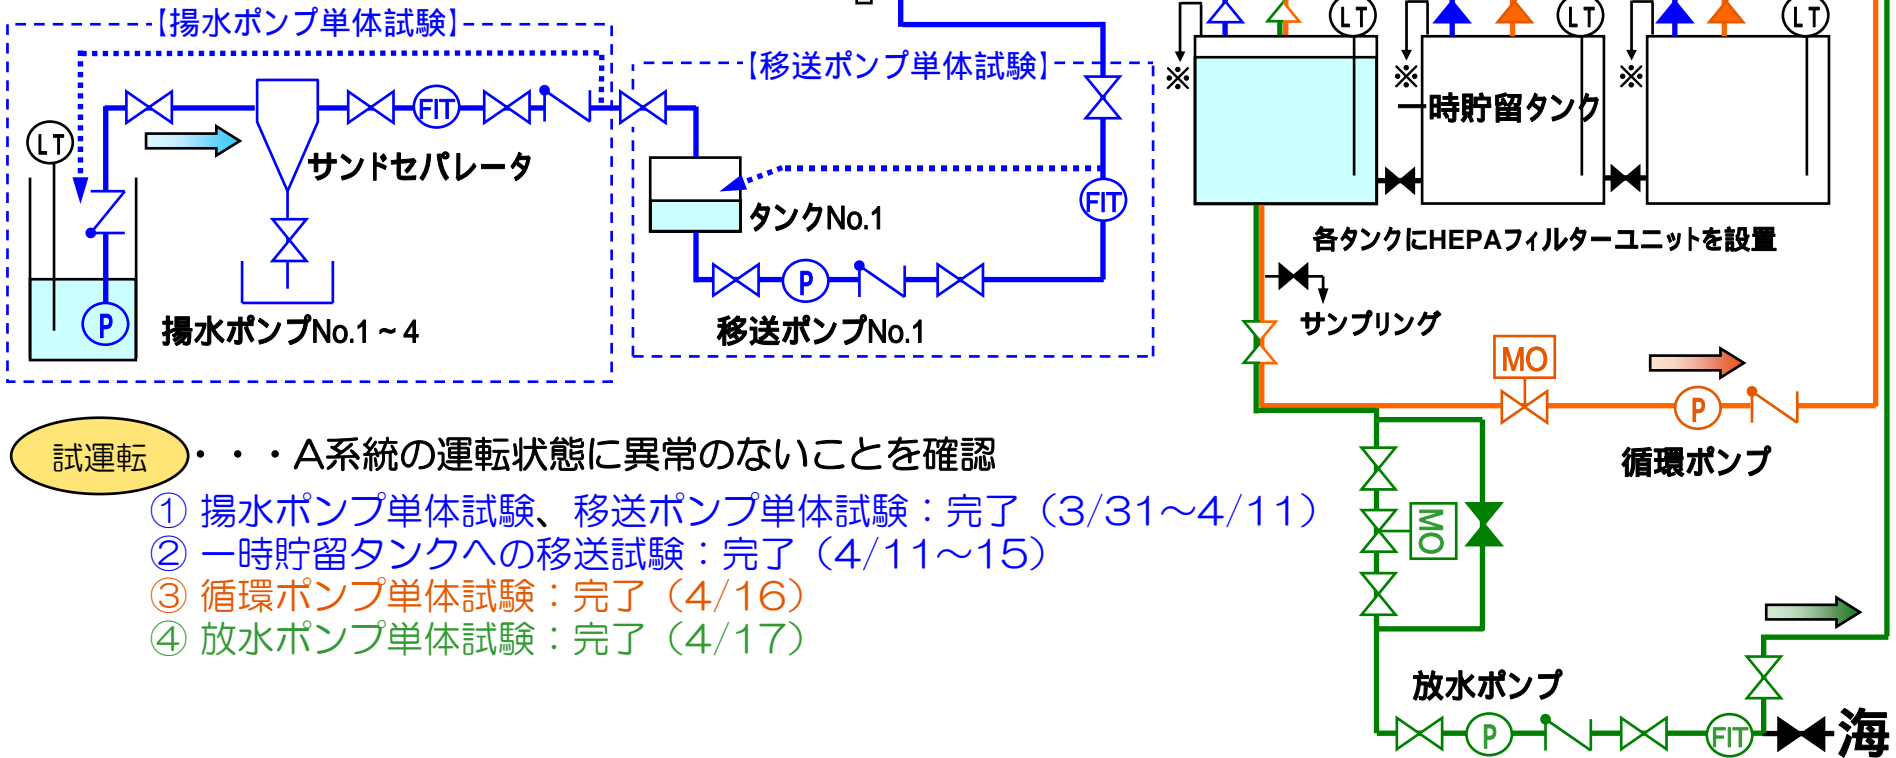 【揚水ポンプ単体試験】
【移送ポンプ単体試験】
LT
LT
LT
※
※
※
一時貯留タンク
FIT
LT
サンドセパレータ
FIT
タンクNo.1
各タンクにHEPAフィルターユニットを設置
P
P
揚水ポンプNo.1～4
移送ポンプNo.1
サンプリング
MO
P
循環ポンプ
試運転
・・・A系統の運転状態に異常のないことを確認
① 揚水ポンプ単体試験、移送ポンプ単体試験：完了（3/31～4/11）
② 一時貯留タンクへの移送試験：完了（4/11～15）
③ 循環ポンプ単体試験：完了（4/16）
④ 放水ポンプ単体試験：完了（4/17）
MO
放水ポンプ
P
FIT
海